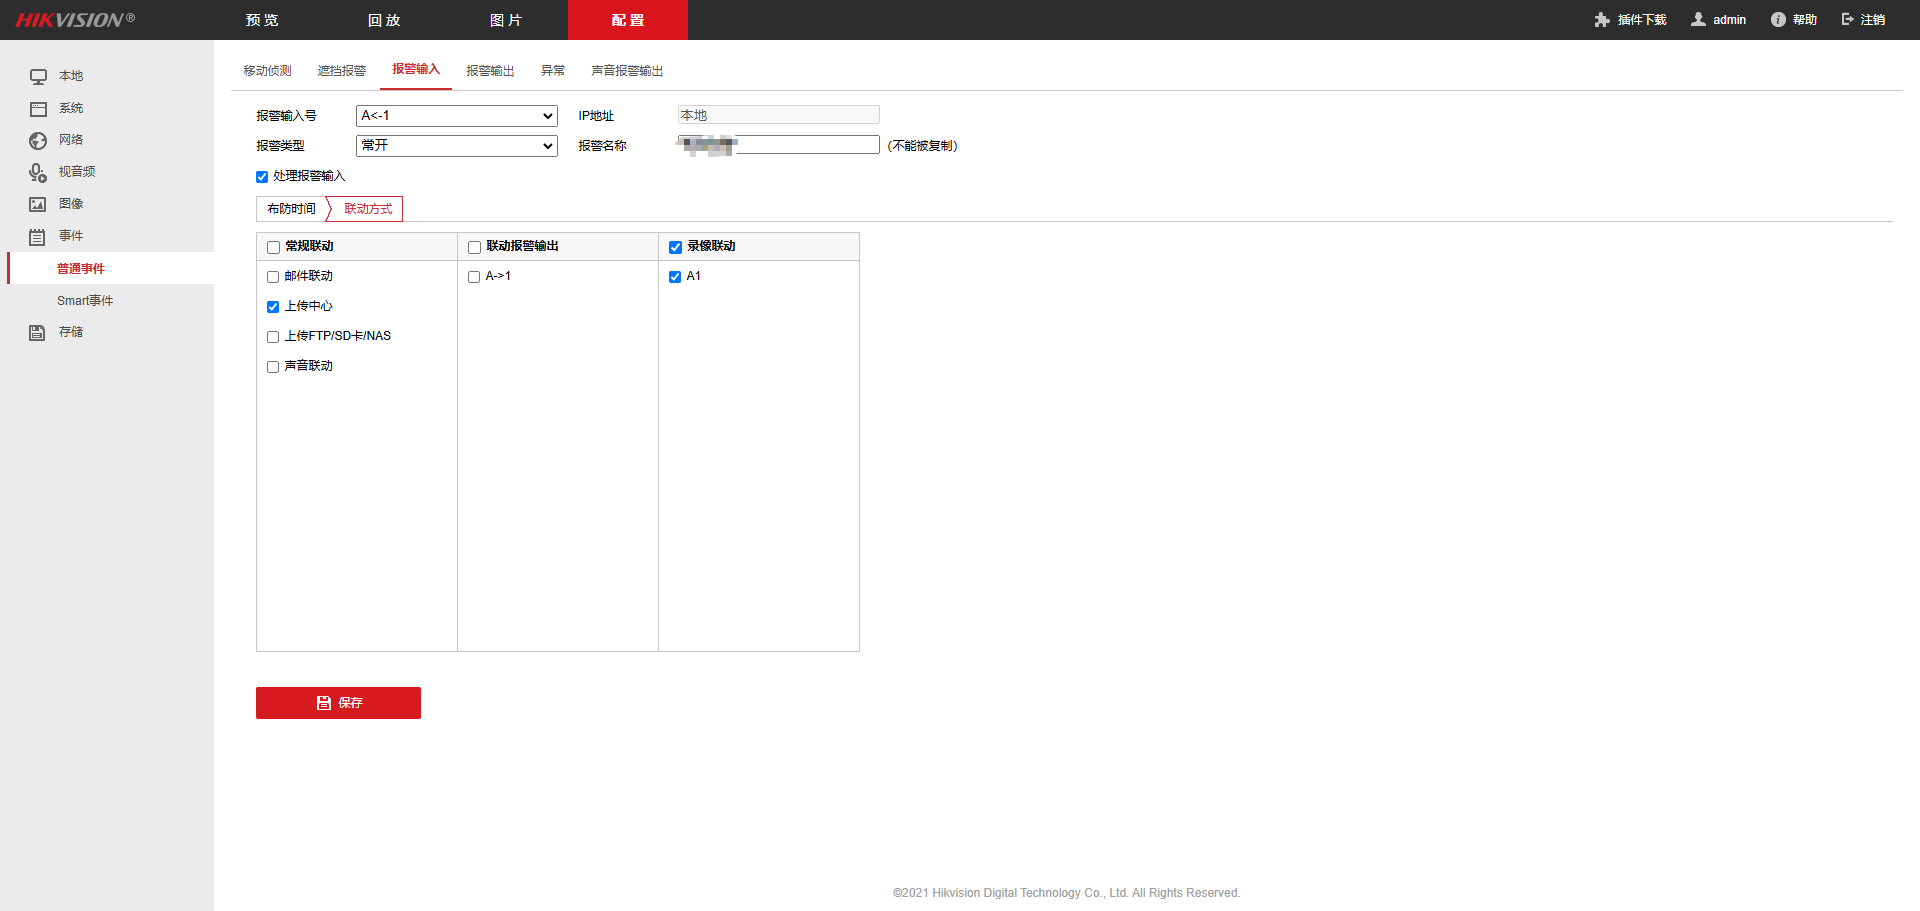 HIKVISION®
预览
回放
图片
配置
插件下载
admin
帮助
注销
本地
系统
网络
视音频
图像
事件
普通事件
Smart事件
存储
移动侦测
遮挡报警
报警输入
报警输出
异常
声音报警输出
报警输入号
A<-1
IP地址
本地
报警类型
常开
报警名称
(不能被复制)
处理报警输入
布防时间
联动方式
常规联动
联动报警输出
录像联动
邮件联动
A->1
A1
上传中心
上传FTP/SD卡/NAS
声音联动
保存
©2021 Hikvision Digital Technology Co., Ltd. All Rights Reserved.